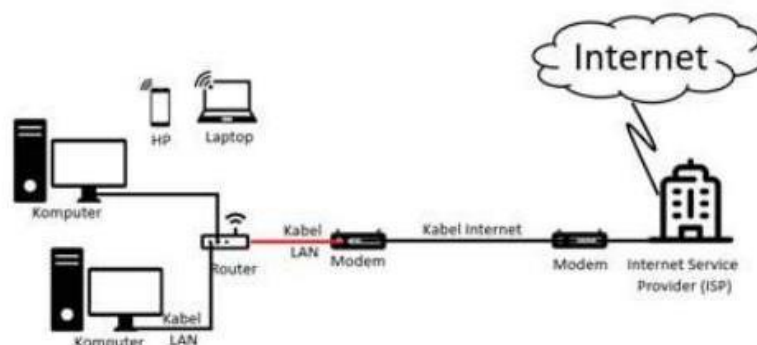 Internet
HP
Laptop
Komputer
Kabel
LAN
Router
Modem
Kabel Internet
Modem
Internet Service
Provider (ISP)
Kabel
LAN
Komputer